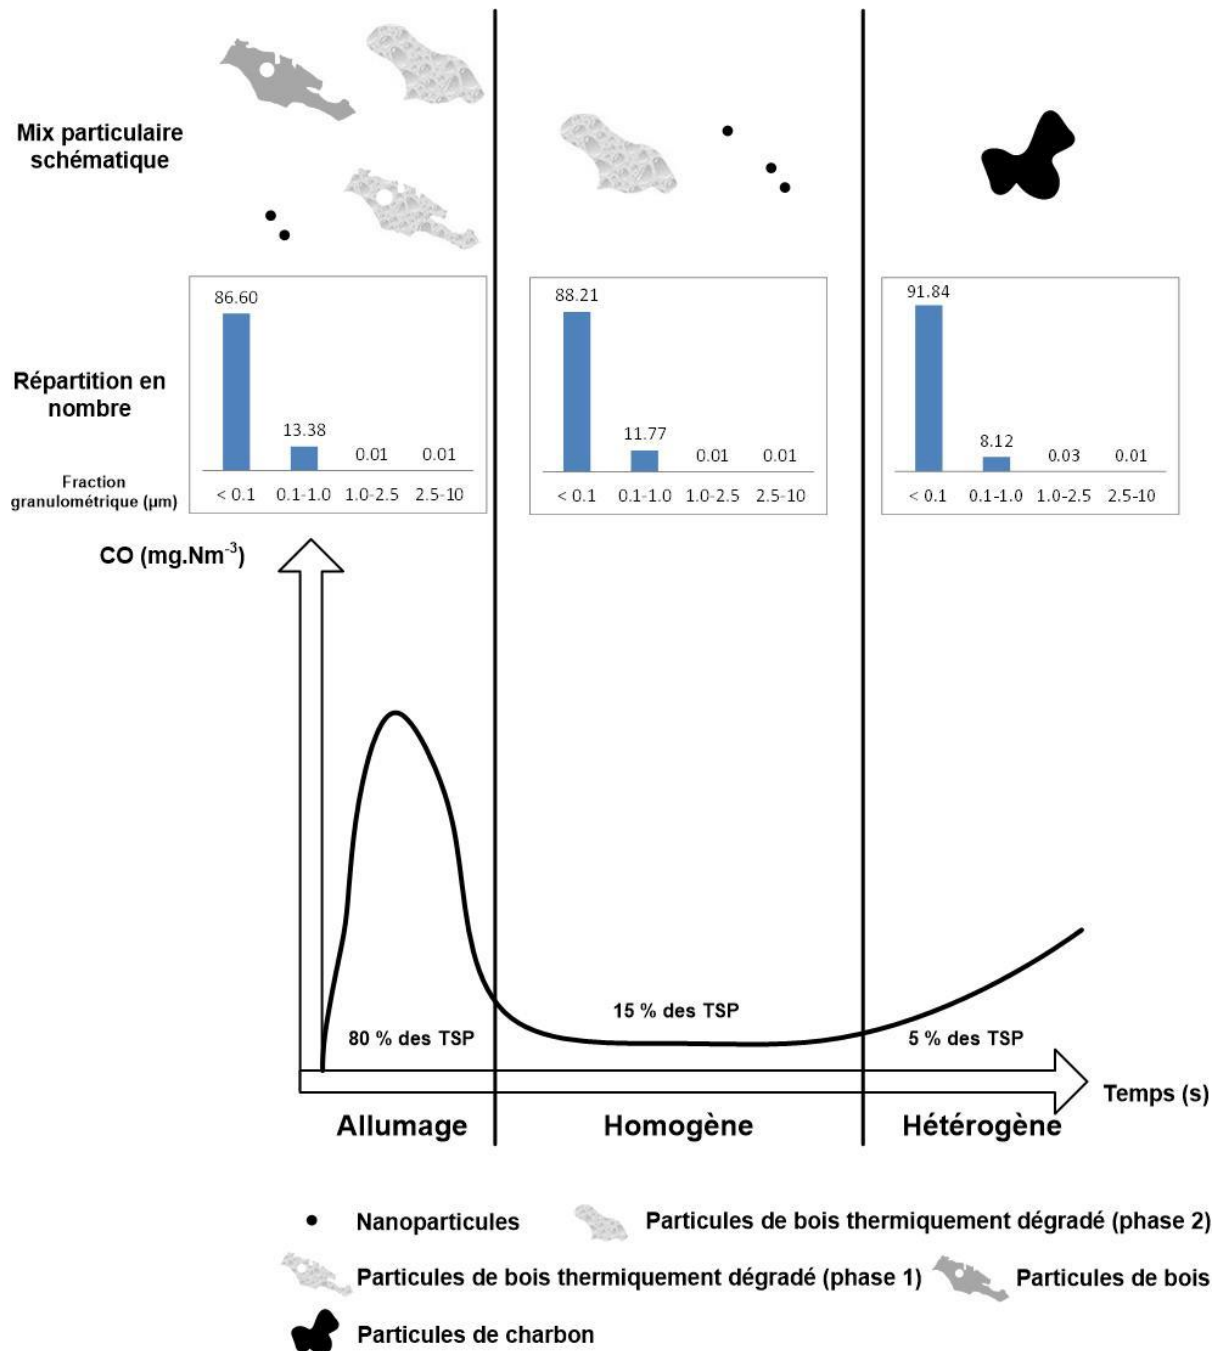 Mix particulaire
schématique
Répartition en
nombre
Fraction
granulométrique (µm)
86.60
13.38
0.01
0.01
< 0.1
0.1-1.0
1.0-2.5
2.5-10
88.21
11.77
0.01
0.01
< 0.1
0.1-1.0
1.0-2.5
2.5-10
91.84
8.12
0.03
0.01
< 0.1
0.1-1.0
1.0-2.5
2.5-10
CO (mg.Nm⁻³)
80 % des TSP
15 % des TSP
5 % des TSP
Temps (s)
Allumage
Homogène
Hétérogène
Nanoparticules
Particules de bois thermiquement dégradé (phase 2)
Particules de bois thermiquement dégradé (phase 1)
Particules de bois
Particules de charbon